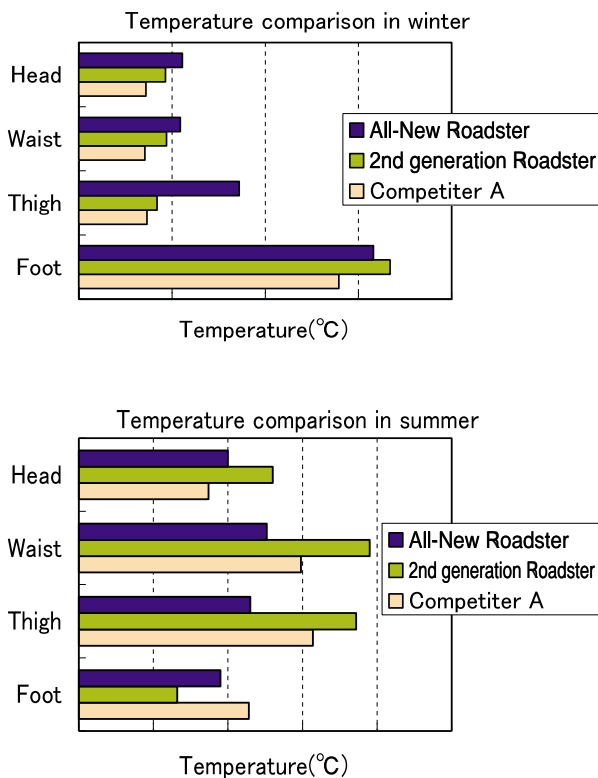 Temperature comparison in winter
Head
Waist
Thigh
Foot
All-New Roadster
2nd generation Roadster
Competiter A
Temperature(℃)
Temperature comparison in summer
Head
Waist
Thigh
Foot
All-New Roadster
2nd generation Roadster
Competiter A
Temperature(℃)